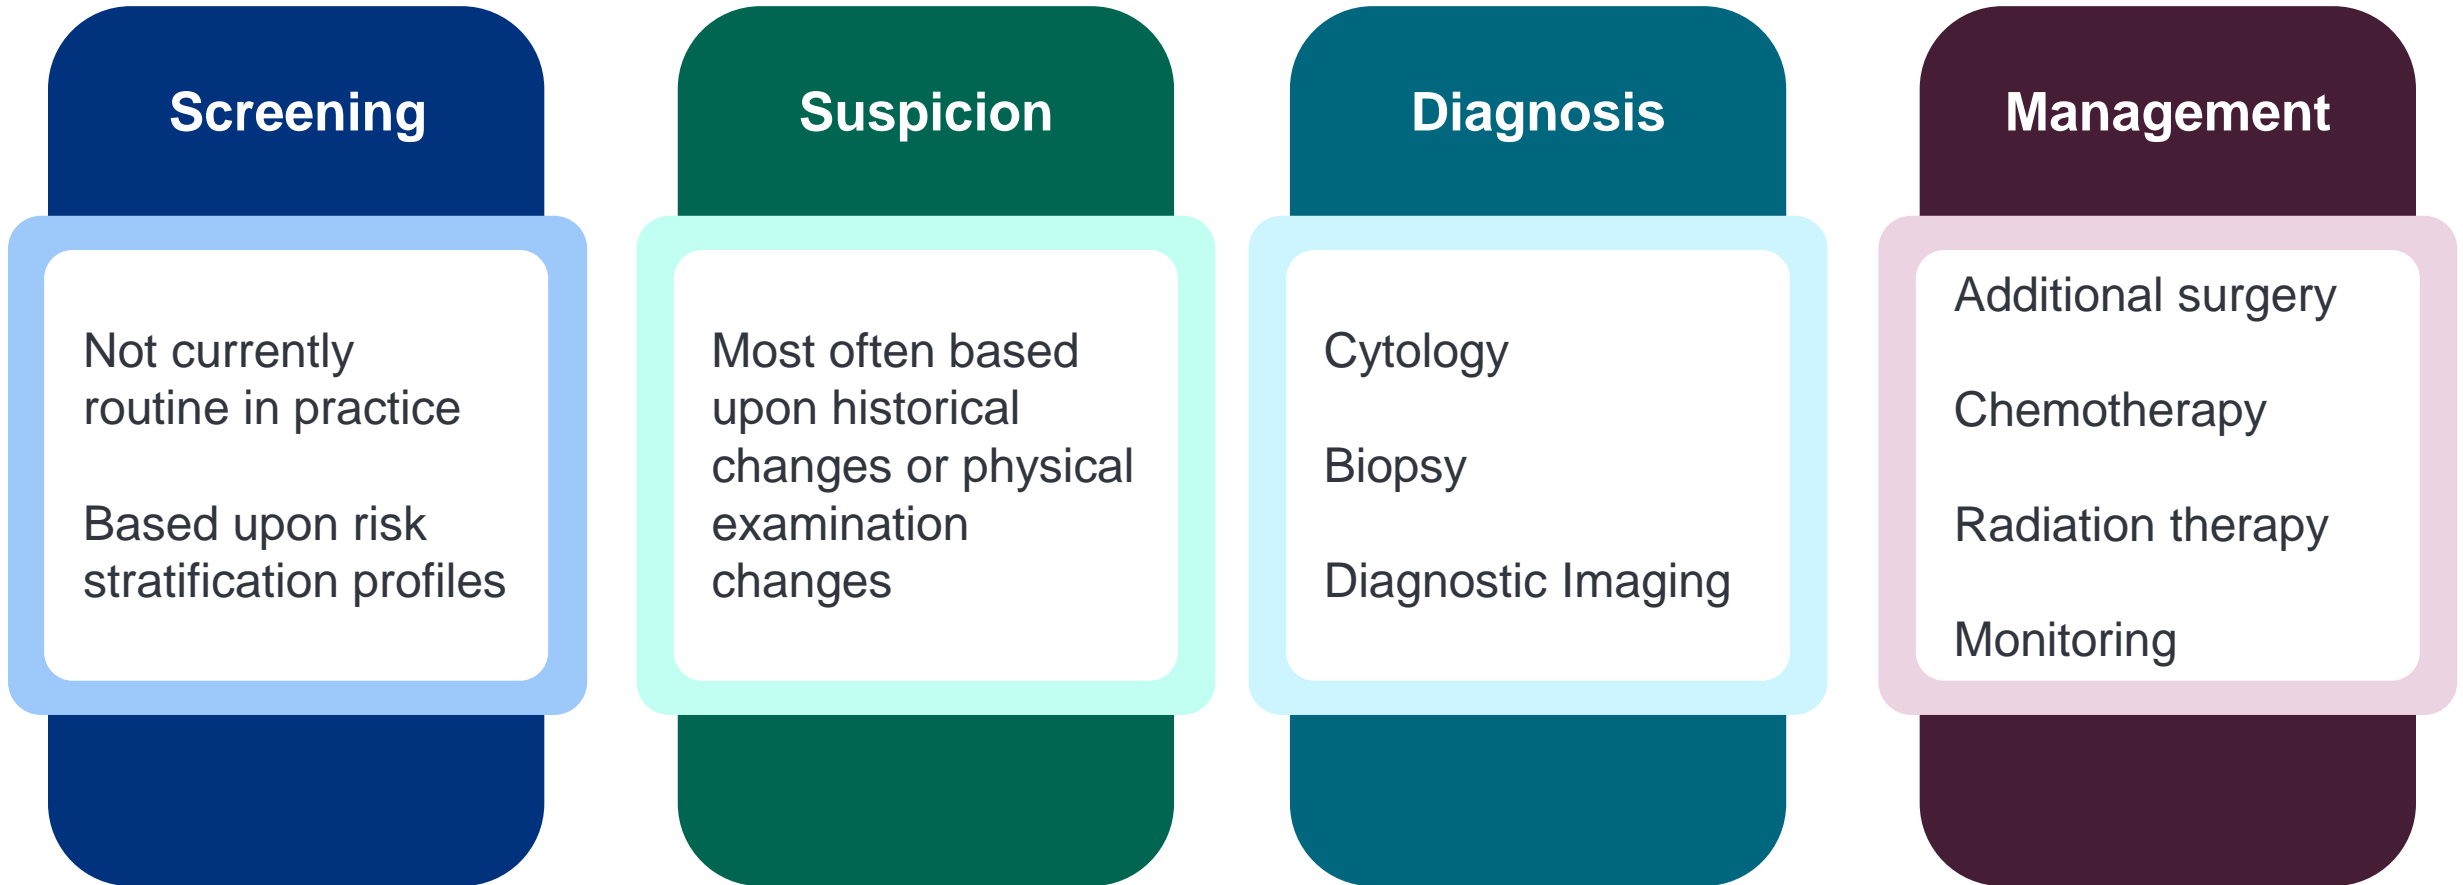 Screening
Not currently
routine in practice
Based upon risk
stratification profiles
Suspicion
Most often based
upon historical
changes or physical
examination
changes
Diagnosis
Cytology
Biopsy
Diagnostic Imaging
Management
Additional surgery
Chemotherapy
Radiation therapy
Monitoring